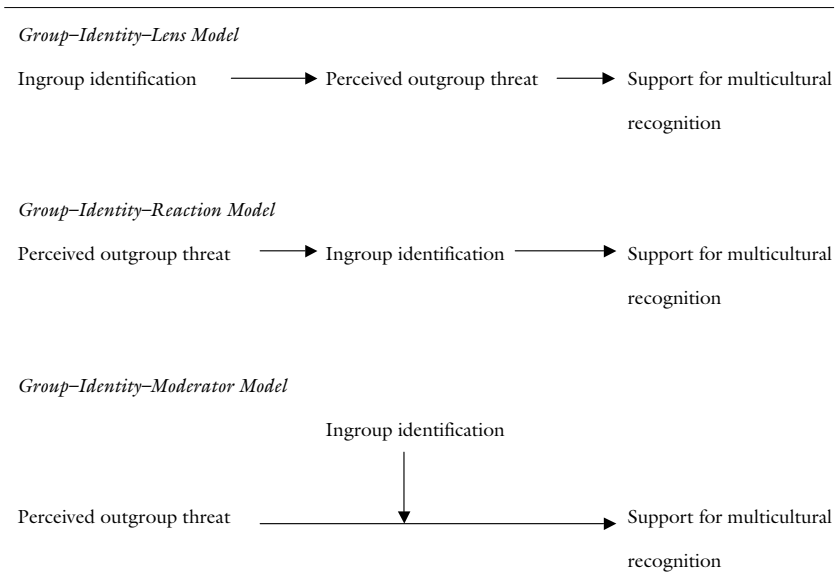 Group–Identity–Lens Model
Ingroup identification Perceived outgroup threat Support for multicultural
recognition
Group–Identity–Reaction Model
Perceived outgroup threat Ingroup identification Support for multicultural
recognition
Group–Identity–Moderator Model
Ingroup identification
Perceived outgroup threat Support for multicultural
recognition